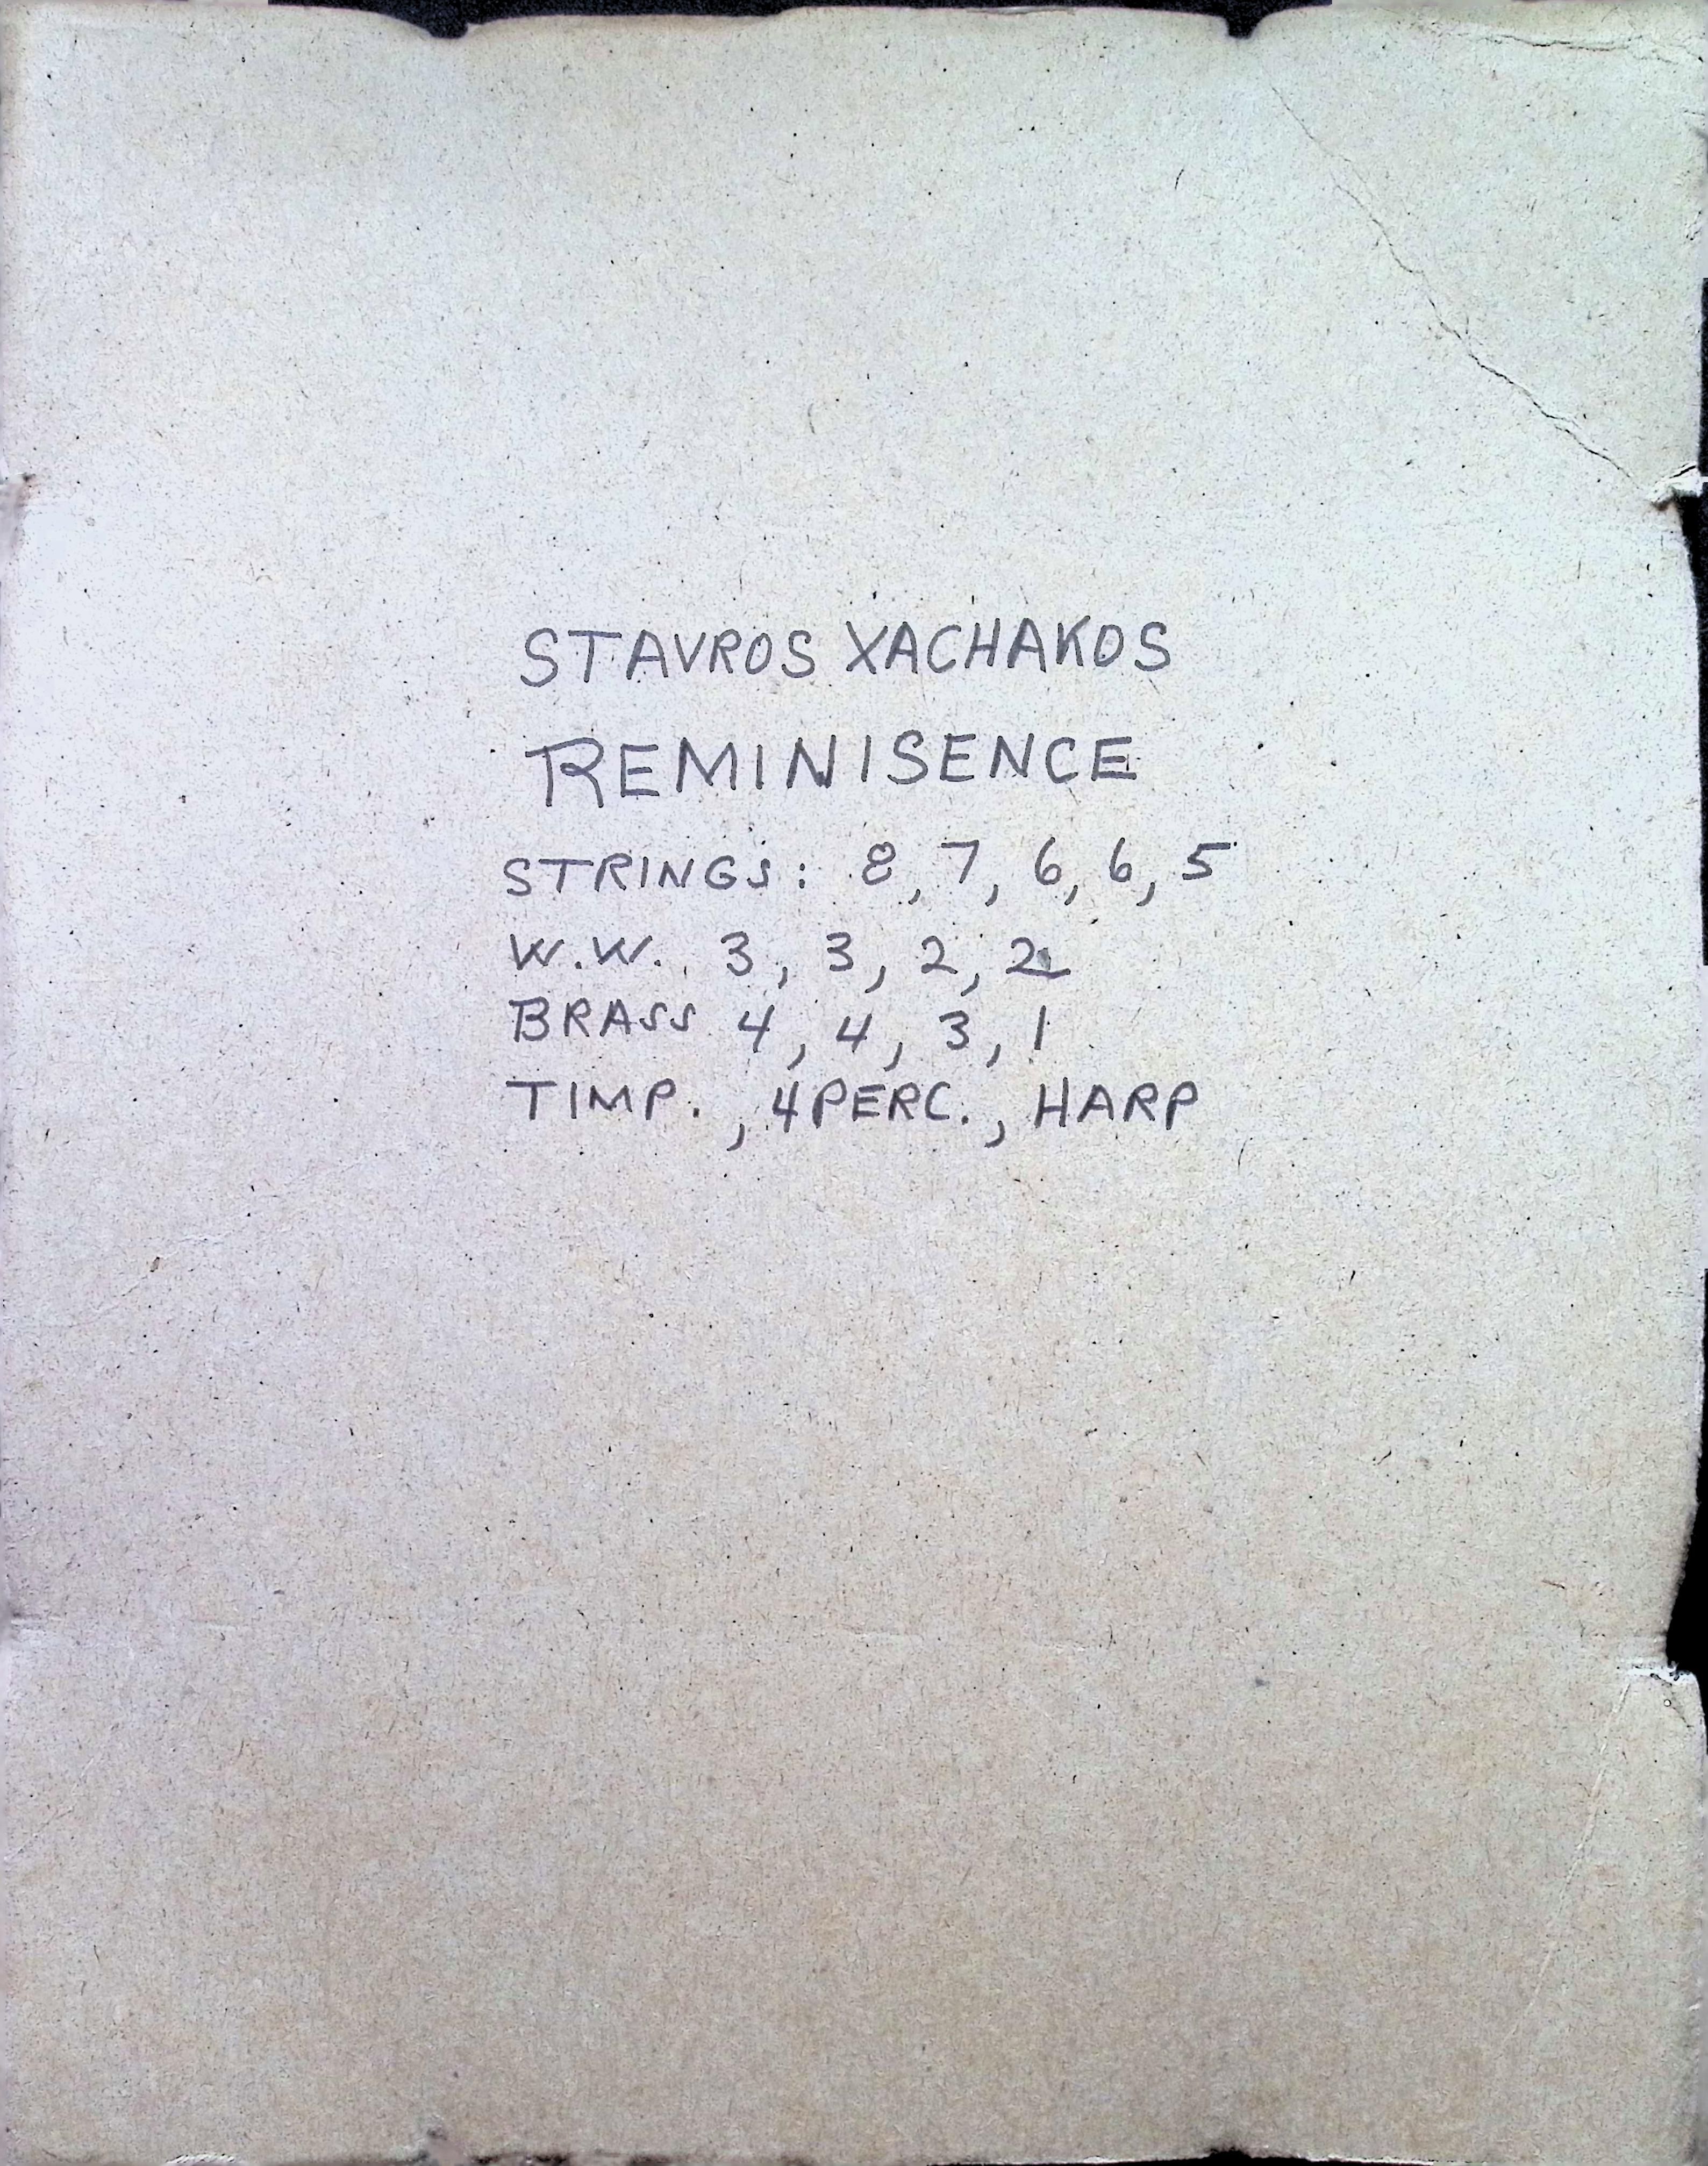 STAVROS XACHAKOS
REMINISENCE
STRINGS: 8, 7, 6, 6, 5
W.W. 3, 3, 2, 2
BRASS 4, 4, 3, 1
TIMP., 4PERC., HARP